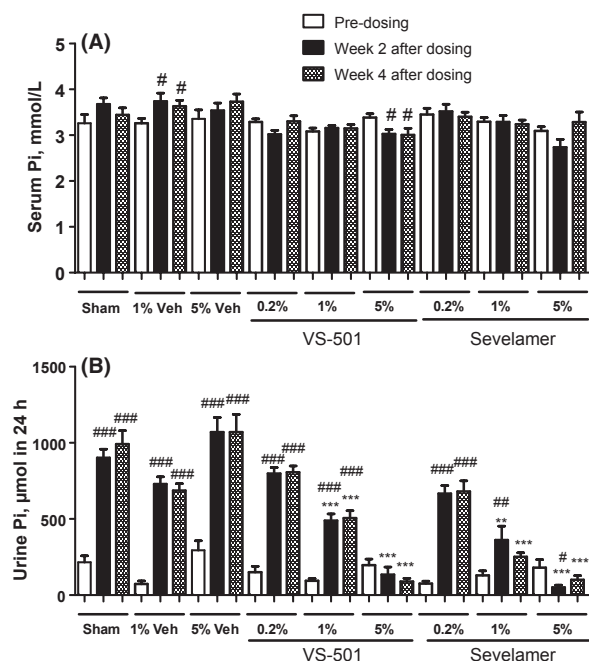 Pre-dosing
Week 2 after dosing
Week 4 after dosing
(A)
Serum Pi, mmol/L
5
4
3
2
1
0
# # # #
Sham 1% Veh 5% Veh 0.2% 1% 5% 0.2% 1% 5%
VS-501 Sevelamer
(B)
Urine Pi, μmol in 24 h
1500
1000
500
0
### ### ### ### ### ### ### ### ### ### ### ### ## #
*** *** *** *** ** *** *** ***
Sham 1% Veh 5% Veh 0.2% 1% 5% 0.2% 1% 5%
VS-501 Sevelamer